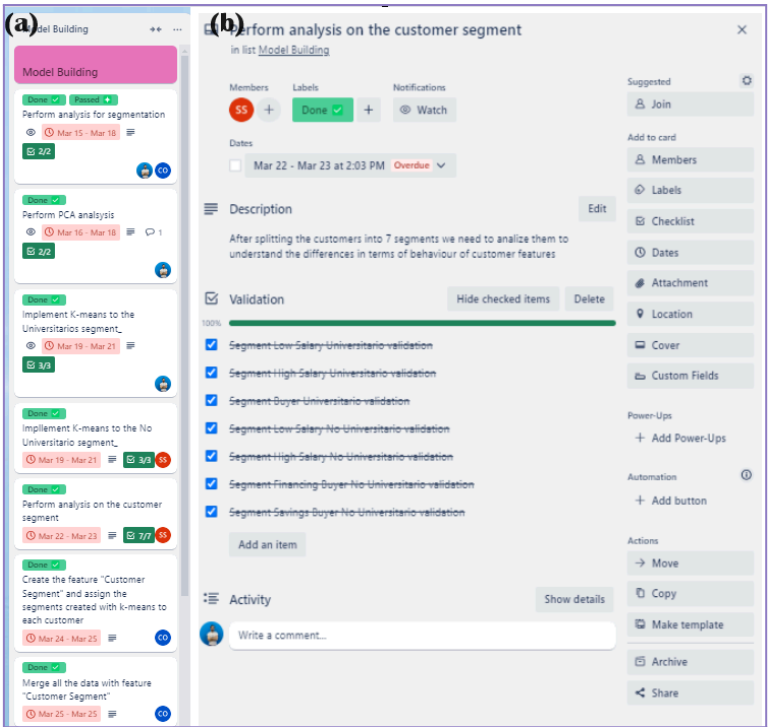 (a)
Model Building
Model Building
Done
Passed
Perform analysis for segmentation
Mar 15 - Mar 18
2/2
CO
Done
Perform PCA analsysis
Mar 16 - Mar 18
1
2/2
Done
Implement K-means to the
Universitarios segment_
Mar 19 - Mar 21
3/3
Done
Impllement K-means to the No
Universitario segment_
Mar 19 - Mar 21
3/3
SS
Done
Perform analysis on the customer
segment
Mar 22 - Mar 23
7/7
SS
Done
Create the feature "Customer
Segment" and assign the
segments created with k-means to
each customer
Mar 24 - Mar 25
CO
Done
Merge all the data with feature
"Customer Segment"
Mar 25 - Mar 25
CO
(b)
Perform analysis on the customer segment
in list Model Building
Members
Labels
Notifications
SS
+
Done
+
Watch
Dates
Mar 22 - Mar 23 at 2:03 PM
Overdue
Description
Edit
After splitting the customers into 7 segments we need to analize them to
understand the differences in terms of behaviour of customer features
Validation
Hide checked items
Delete
100%
Segment Low Salary Universitario validation
Segment High Salary Universitario validation
Segment Buyer Universitario validation
Segment Low Salary No Universitario validation
Segment High Salary No Universitario validation
Segment Financing Buyer No Universitario validation
Segment Savings Buyer No Universitario validation
Add an item
Activity
Show details
Write a comment...
Suggested
Join
Add to card
Members
Labels
Checklist
Dates
Attachment
Location
Cover
Custom Fields
Power-Ups
+ Add Power-Ups
Automation
+ Add button
Actions
Move
Copy
Make template
Archive
Share